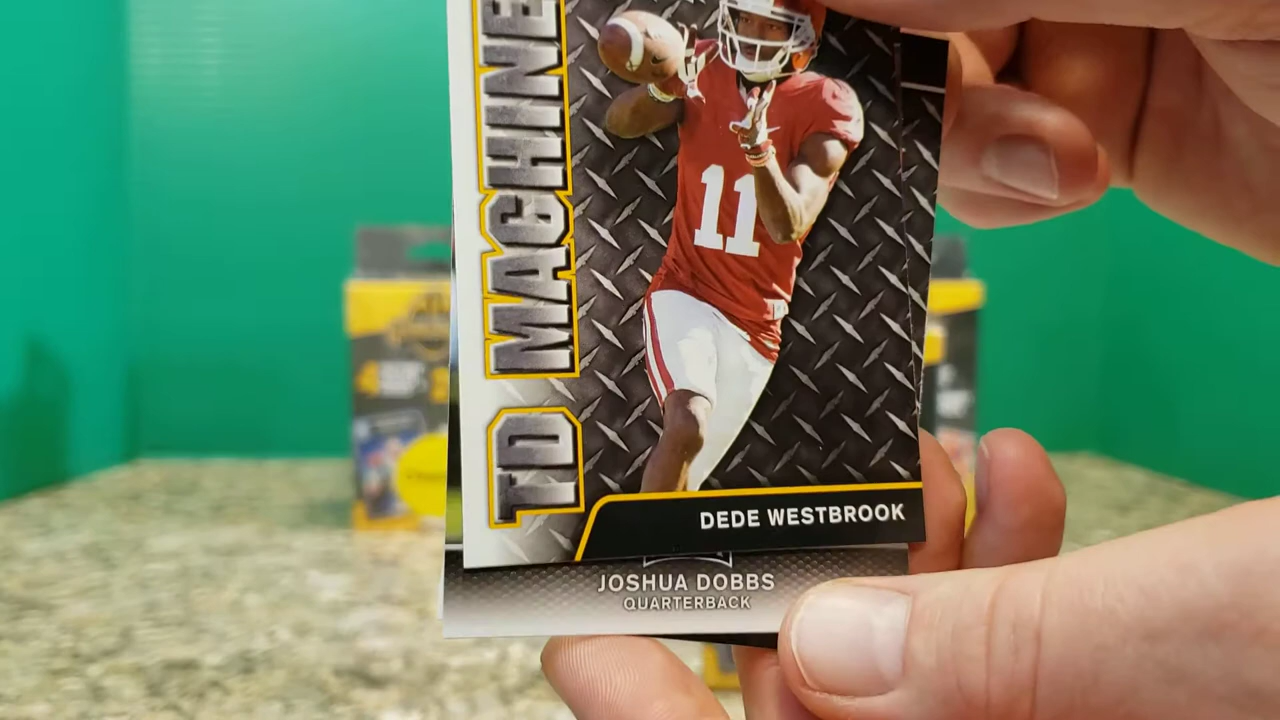 TD MACHINE
11
DEDE WESTBROOK
JOSHUA DOBBS
QUARTERBACK